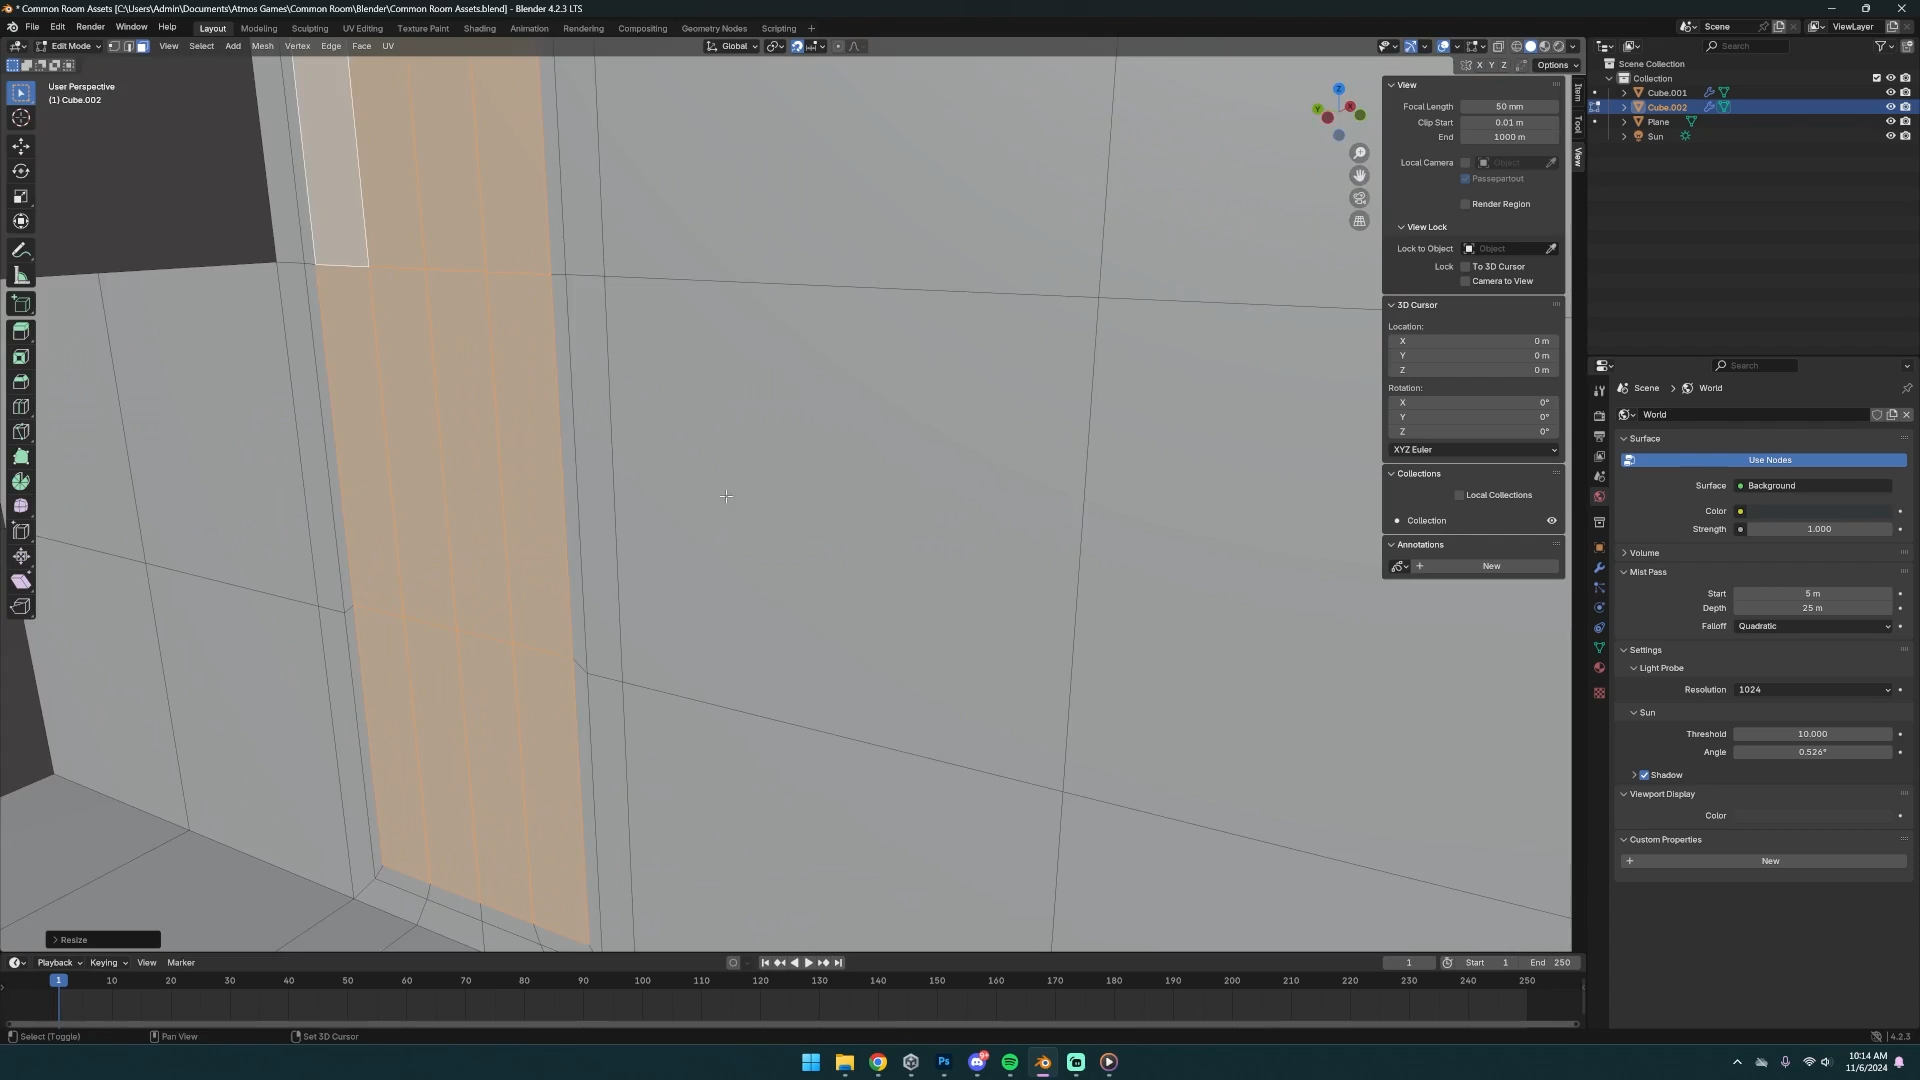 * Common Room Assets [C:\Users\Admin\Documents\Atmos Games\Common Room\Blender\Common Room Assets.blend] - Blender 4.2.3 LTS
File Edit Render Window Help
Layout Modeling Sculpting UV Editing Texture Paint Shading Animation Rendering Compositing Geometry Nodes Scripting +
Scene
ViewLayer
Edit Mode View Select Add Mesh Vertex Edge Face UV
Global
Search
X Y Z
Options
User Perspective
(1) Cube.002
Scene Collection
Collection
Cube.001
Cube.002
Plane
Sun
Z
X
Y
Item
Tool
View
View
Focal Length 50 mm
Clip Start 0.01 m
End 1000 m
Local Camera Object
Passepartout
Render Region
View Lock
Lock to Object Object
Lock To 3D Cursor
Camera to View
3D Cursor
Location:
X 0 m
Y 0 m
Z 0 m
Rotation:
X 0°
Y 0°
Z 0°
XYZ Euler
Collections
Local Collections
Collection
Annotations
+ New
Search
Scene > World
World
Surface
Use Nodes
Surface Background
Color
Strength 1.000
Volume
Mist Pass
Start 5 m
Depth 25 m
Falloff Quadratic
Settings
Light Probe
Resolution 1024
Sun
Threshold 10.000
Angle 0.526°
Shadow
Viewport Display
Color
Custom Properties
+ New
Resize
Playback Keying View Marker
1
Start 1
End 250
1 10 20 30 40 50 60 70 80 90 100 110 120 130 140 150 160 170 180 190 200 210 220 230 240 250
Select (Toggle)
Pan View
Set 3D Cursor
4.2.3
Ps
9+
10:14 AM
11/6/2024